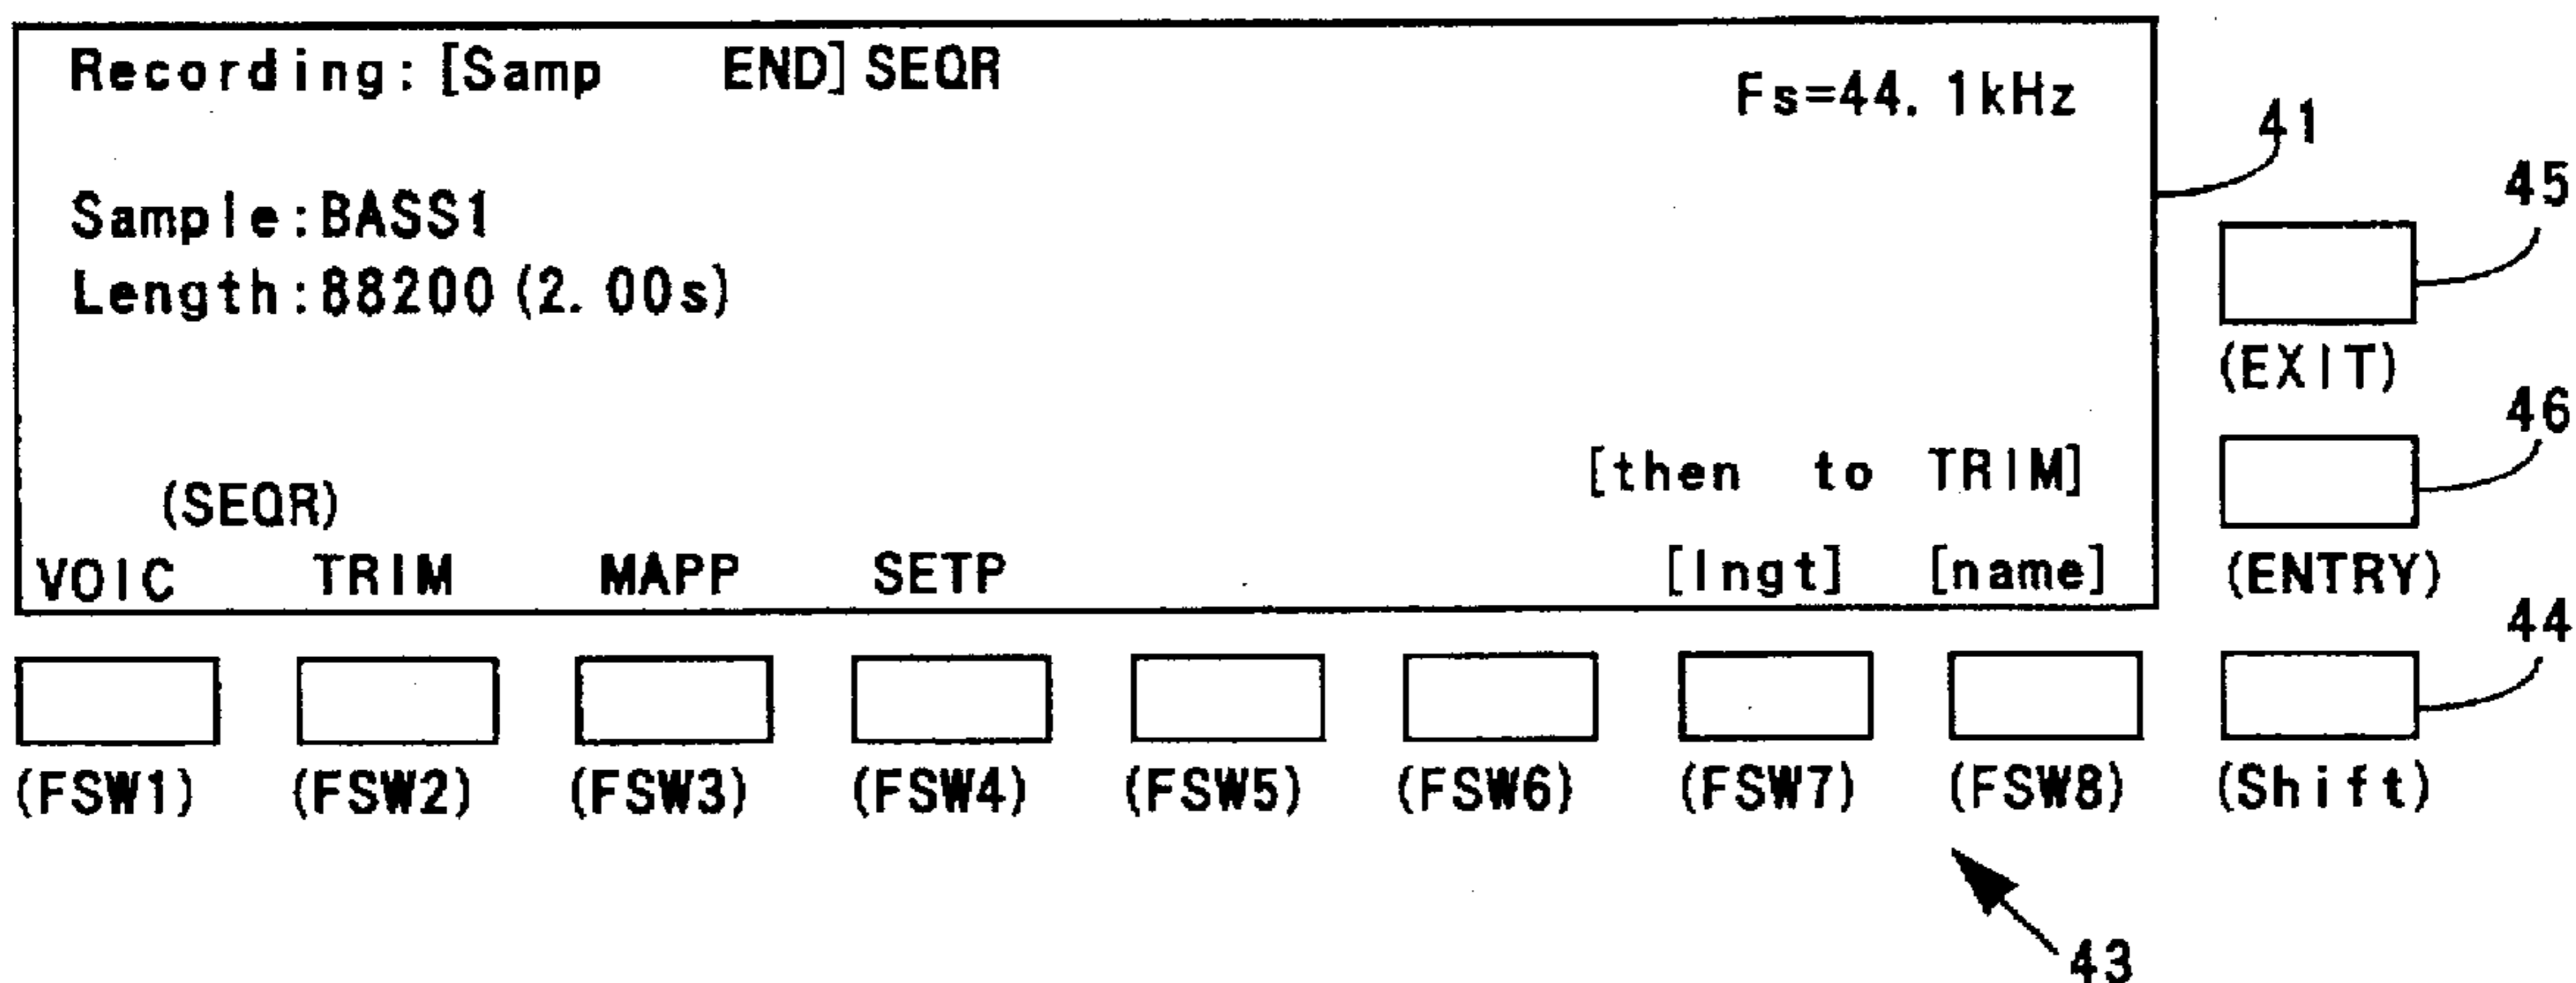 Recording:[Samp END]SEQR
Fs=44.1kHz
41
45
Sample:BASS1
Length:88200(2.00s)
(EXIT)
46
[then to TRIM]
(SEQR)
VOIC TRIM MAPP SETP [lngt] [name]
(ENTRY)
44
(FSW1) (FSW2) (FSW3) (FSW4) (FSW5) (FSW6) (FSW7) (FSW8) (Shift)
43